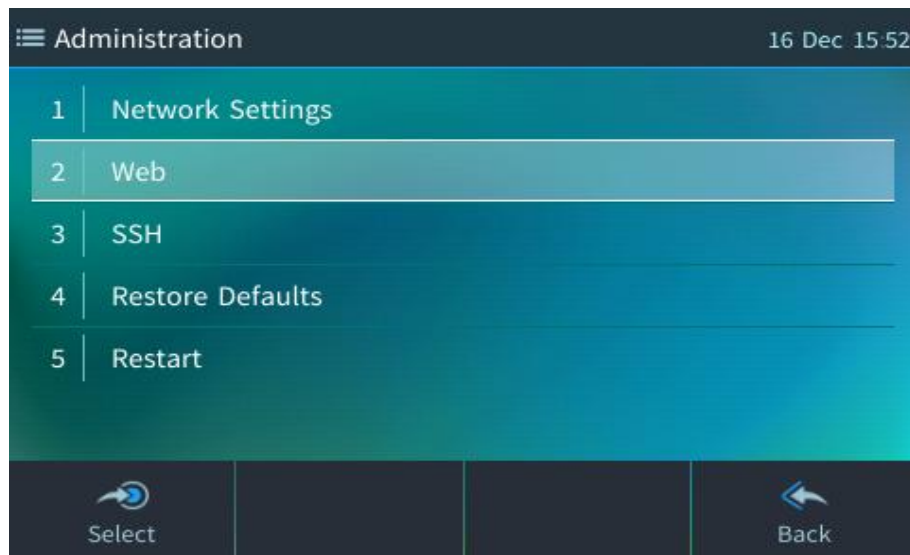 Administration 16 Dec 15:52
1 Network Settings
2 Web
3 SSH
4 Restore Defaults
5 Restart
Select Back